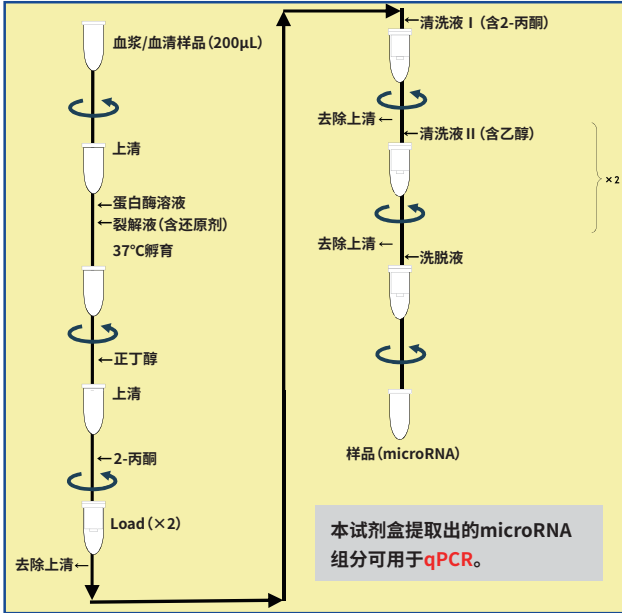 血浆/血清样品(200μL)
上清
←蛋白酶溶液
←裂解液(含还原剂)
37℃孵育
←正丁醇
上清
←2-丙酮
Load(×2)
去除上清←
←清洗液Ⅰ(含2-丙酮)
去除上清←
←清洗液Ⅱ(含乙醇)
×2
去除上清←
←洗脱液
样品(microRNA)
本试剂盒提取出的microRNA
组分可用于qPCR。